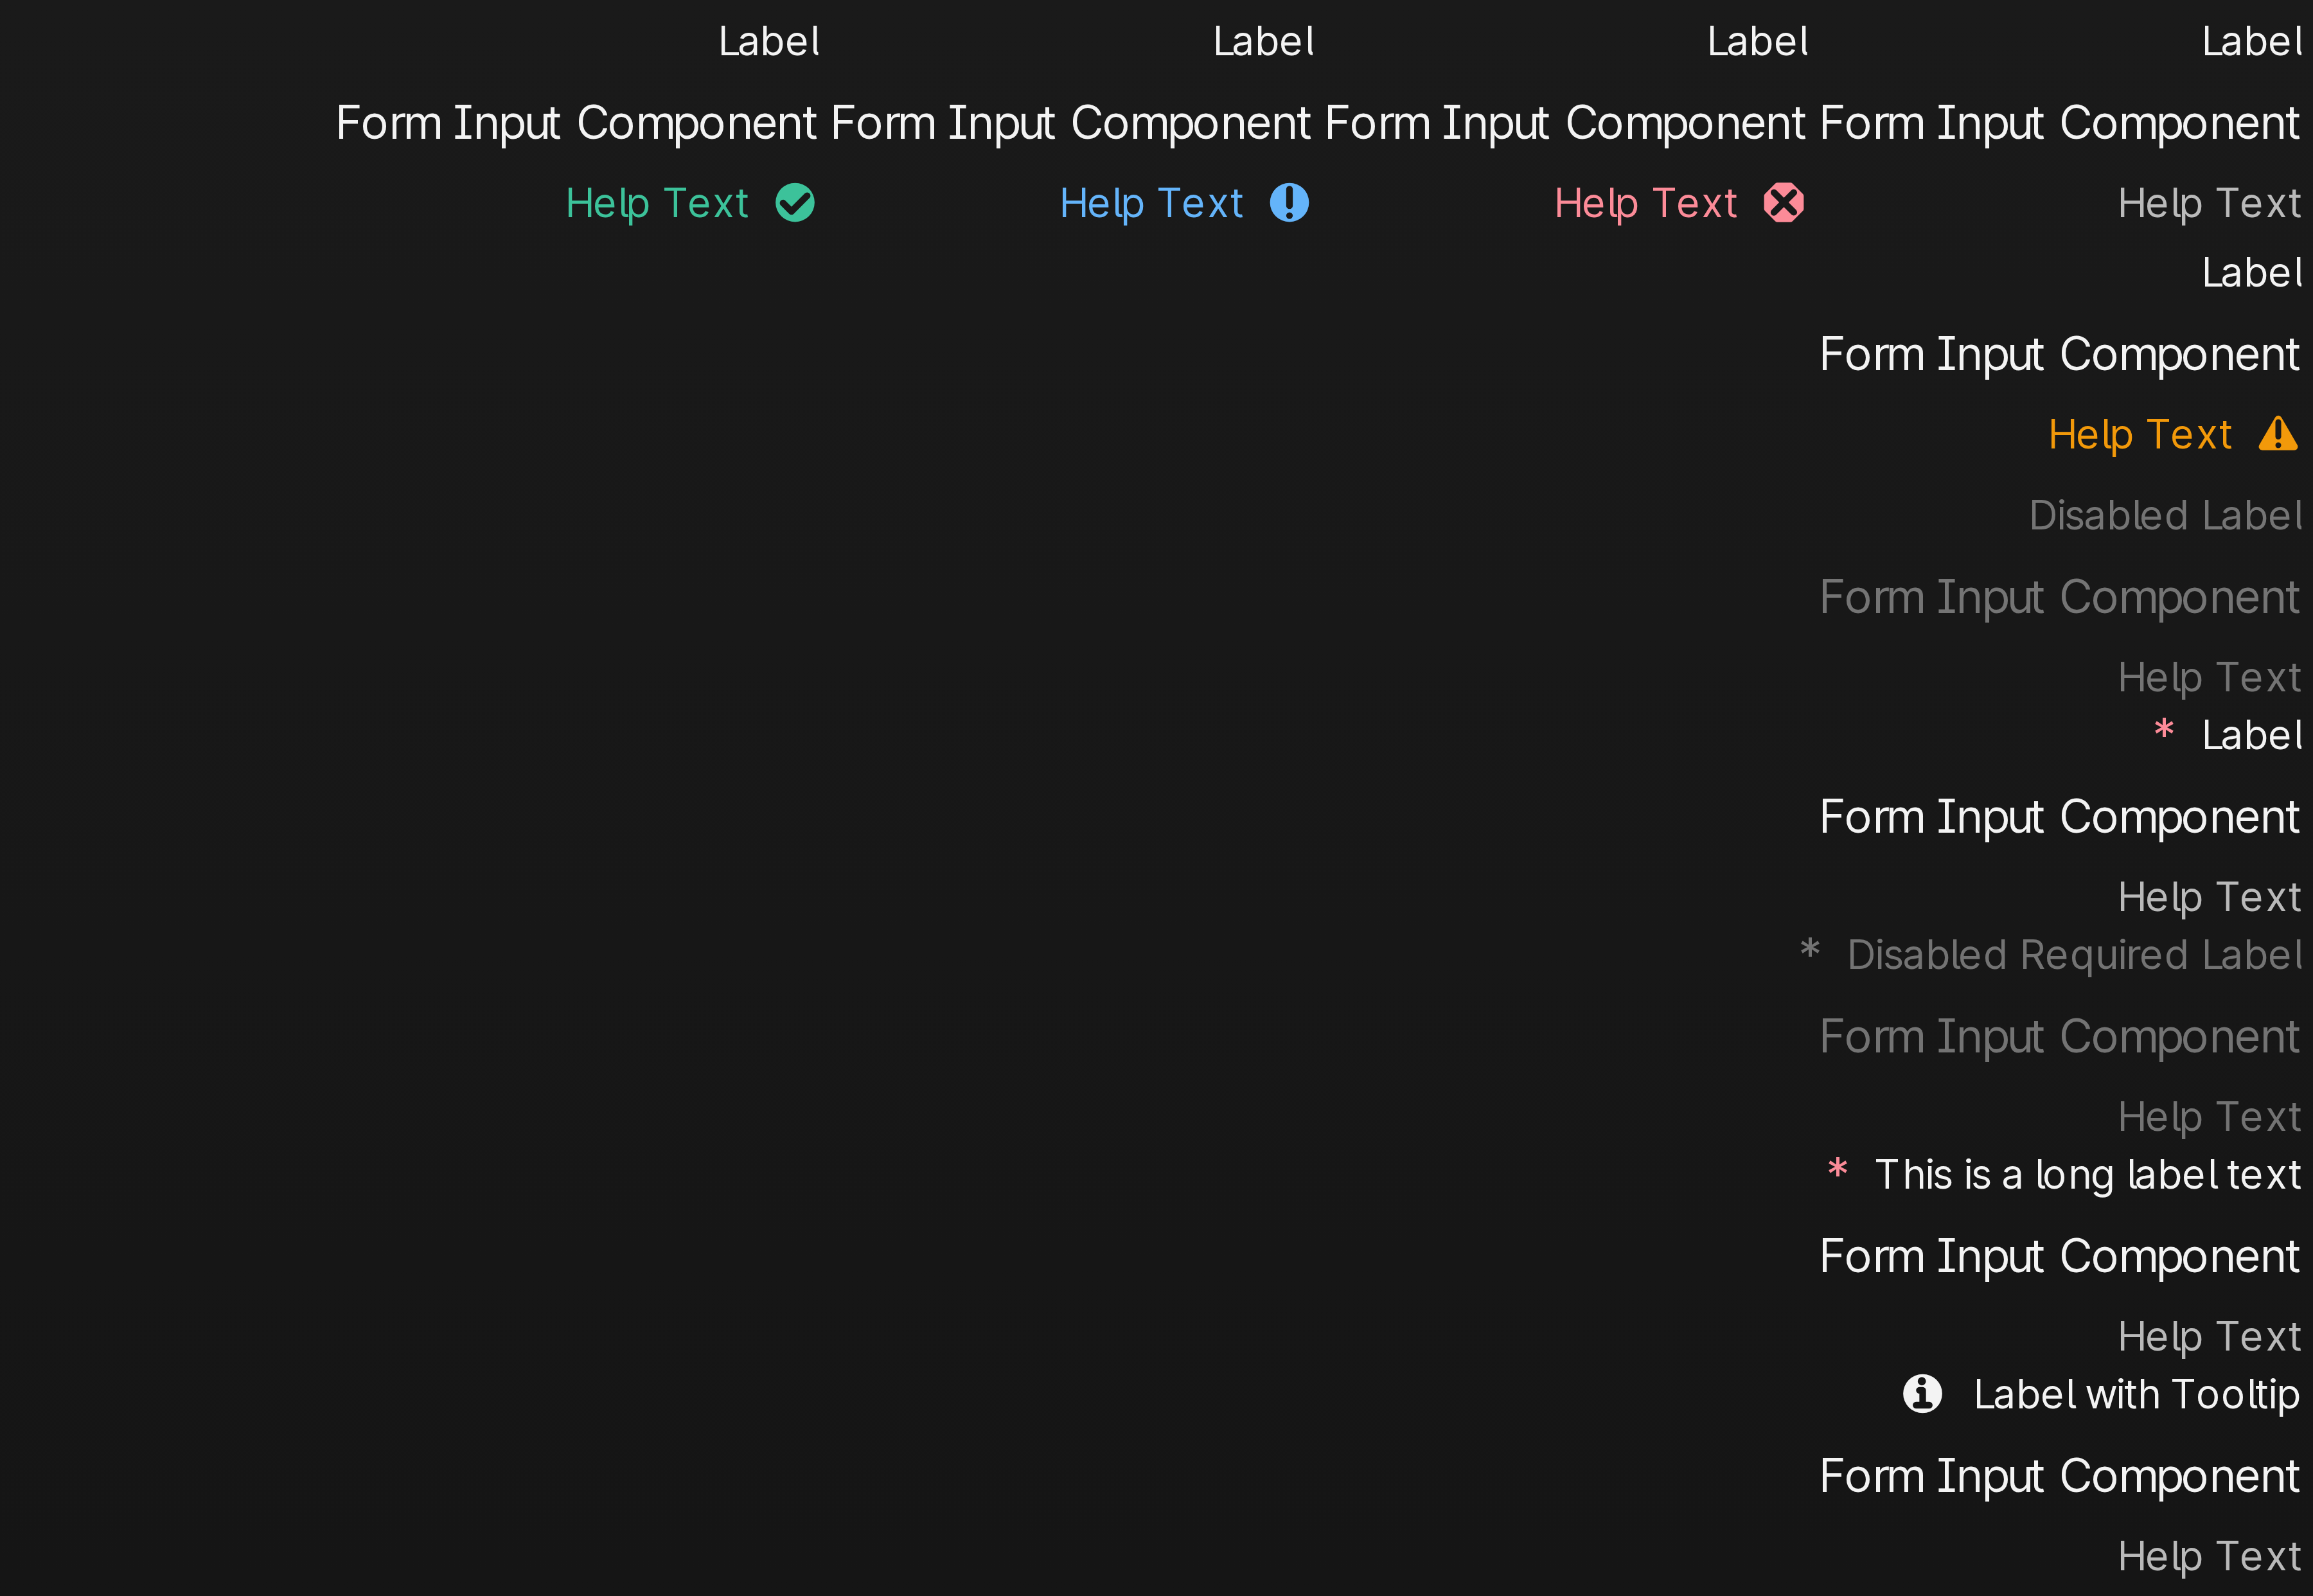 Label Label Label Label
Form Input Component Form Input Component Form Input Component Form Input Component
Help Text Help Text Help Text Help Text
Label
Form Input Component
Help Text
Disabled Label
Form Input Component
Help Text
* Label
Form Input Component
Help Text
* Disabled Required Label
Form Input Component
Help Text
* This is a long label text
Form Input Component
Help Text
Label with Tooltip
Form Input Component
Help Text